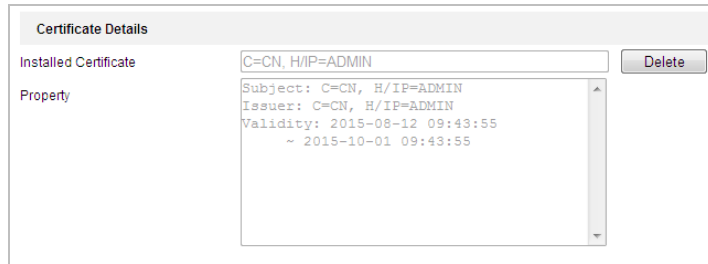 Certificate Details
Installed Certificate C=CN, H/IP=ADMIN Delete
Property Subject: C=CN, H/IP=ADMIN
Issuer: C=CN, H/IP=ADMIN
Validity: 2015-08-12 09:43:55
~ 2015-10-01 09:43:55